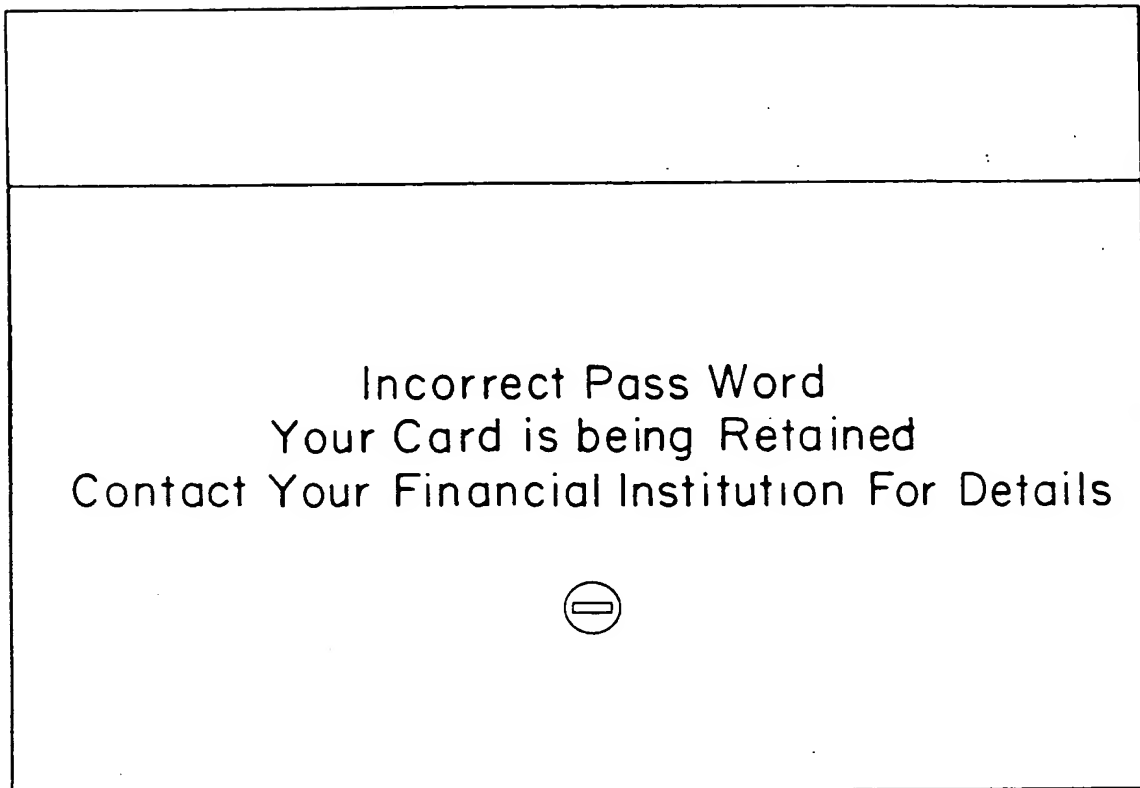 Incorrect Pass Word
Your Card is being Retained
Contact Your Financial Institution For Details